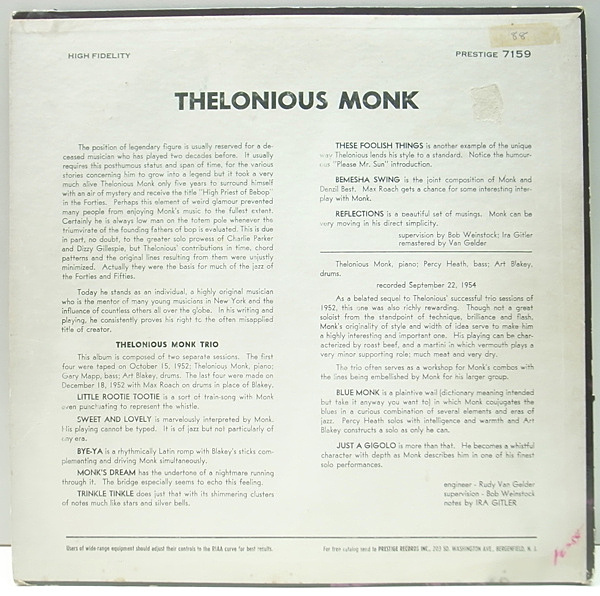 88
HIGH FIDELITY
PRESTIGE 7159
THELONIOUS MONK
The position of legendary figure is usually reserved for a de-
ceased musician who has played two decades before. It usually
requires this posthumous status and span of time, for the various
stories concerning him to grow into a legend but it took a very
much alive Thelonious Monk only five years to surround himself
with an air of mystery and receive the title "High Priest of Bebop"
in the Forties. Perhaps this element of weird glamour prevented
many people from enjoying Monk's music to the fullest extent.
Certainly he is always low man on the totem pole whenever the
triumvirate of the founding fathers of bop is evaluated. This is due
in part, no doubt, to the greater solo prowess of Charlie Parker
and Dizzy Gillespie, but Thelonious' contributions in time, chord
patterns and the original lines resulting from them were unjustly
minimized. Actually they were the basis for much of the jazz of
the Forties and Fifties.
Today he stands as an individual, a highly original musician
who is the mentor of many young musicians in New York and the
influence of countless others all over the globe. In his writing and
playing, he consistently proves his right to the often misapplied
title of creator.
THELONIOUS MONK TRIO
This album is composed of two separate sessions. The first
four were taped on October 15, 1952; Thelonious Monk, piano;
Gary Mapp, bass; Art Blakey, drums. The last four were made on
December 18, 1952 with Max Roach on drums in place of Blakey.
LITTLE ROOTIE TOOTIE is a sort of train-song with Monk
even punctuating to represent the whistle.
SWEET AND LOVELY is marvelously interpreted by Monk.
His playing cannot be typed. It is of jazz but not particularly of
any era.
BYE-YA is a rhythmically Latin romp with Blakey's sticks com-
plementing and driving Monk simultaneously.
MONK'S DREAM has the undertone of a nightmare running
through it. The bridge especially seems to echo this feeling.
TRINKLE TINKLE does just that with its shimmering clusters
of notes much like stars and silver bells.
THESE FOOLISH THINGS is another example of the unique
way Thelonious lends his style to a standard. Notice the humour-
out "Please Mr. Sun" introduction.
BEMESHA SWING is the joint composition of Monk and
Denzil Best. Max Roach gets a chance for some interesting inter-
play with Monk.
REFLECTIONS is a beautiful set of musings. Monk can be
very moving in his direct simplicity.
supervision by Bob Weinstock; Ira Gitler
remastered by Van Gelder
Thelonious Monk, piano; Percy Heath, bass; Art Blakey,
drums.
recorded September 22, 1954
As a belated sequel to Thelonious' successful trio sessions of
1952, this one was also richly rewarding. Though not a great
soloist from the standpoint of technique, brilliance and flash,
Monk's originality of style and width of idea serve to make him
a highly interesting and important one. His playing can be char-
acterized by roast beef, and a martini in which vermouth plays a
very minor supporting role; much meat and very dry.
The trio often serves as a workshop for Monk's combos with
the lines being embellished by Monk for his larger group.
BLUE MONK is a plaintive wail (dictionary meaning intended
but take it anyway you want to) in which Monk conjugates the
blues in a curious combination of several elements and eras of
jazz. Percy Heath solos with intelligence and warmth and Art
Blakey constructs a solo as only he can.
JUST A GIGOLO is more than that. He becomes a whistful
character with depth as Monk describes him in one of his finest
solo performances.
engineer - Rudy Van Gelder
supervision - Bob Weinstock
notes by IRA GITLER
Users of wide range equipment should adjust their controls to the RIAA curve for best results.
For free catalog send to PRESTIGE RECORDS INC., 203 SO. WASHINGTON AVE., BERGENFIELD, N. J.